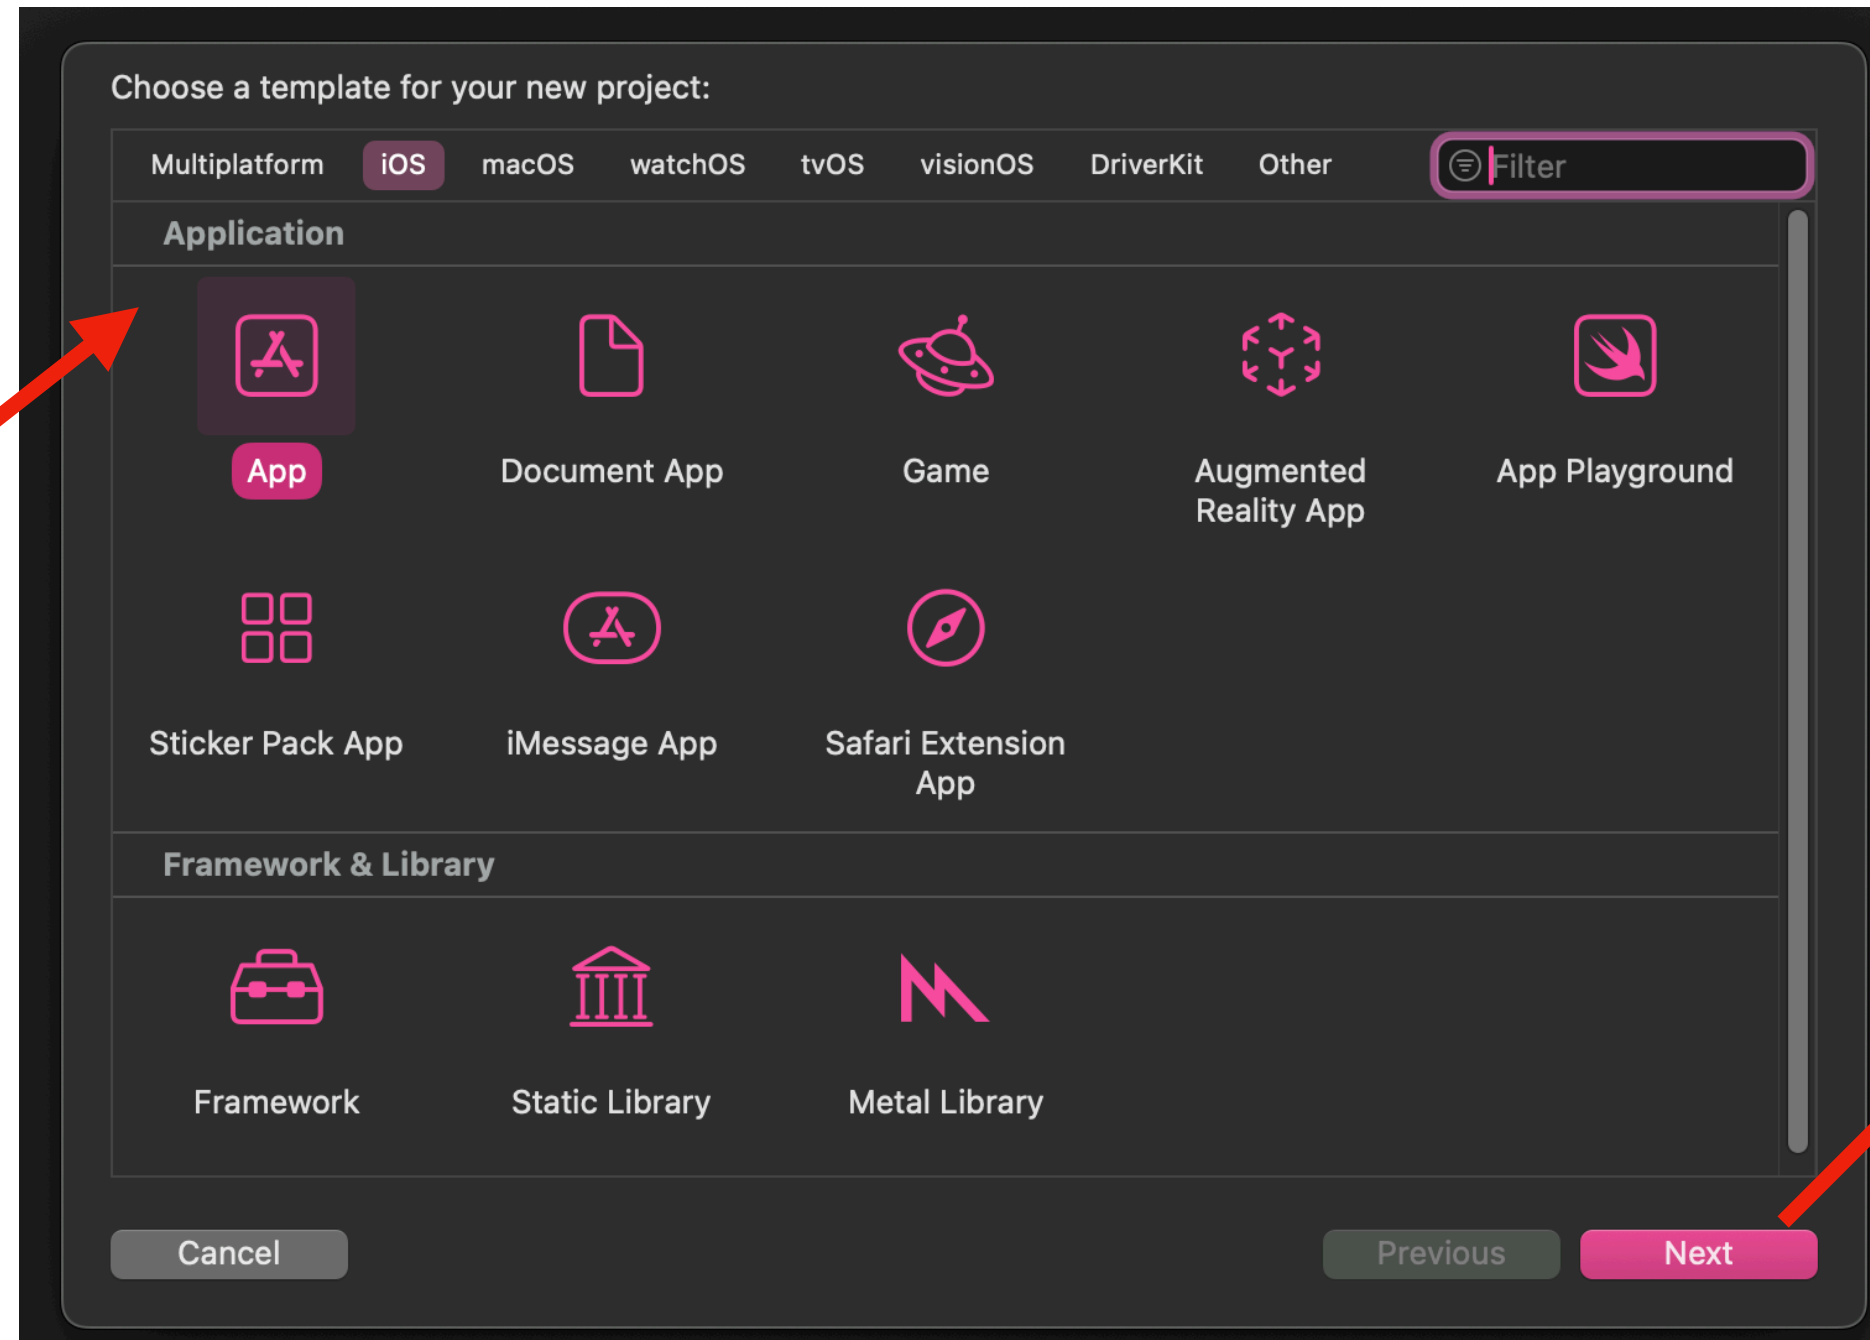 Choose a template for your new project:
Multiplatform iOS macOS watchOS tvOS visionOS DriverKit Other Filter
Application
App Document App Game Augmented Reality App App Playground
Sticker Pack App iMessage App Safari Extension App
Framework & Library
Framework Static Library Metal Library
Cancel Previous Next